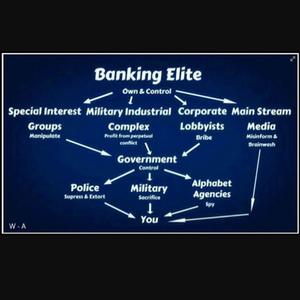 Banking Elite
Own & Control
Special Interest Military Industrial Corporate Main Stream
Groups Complex Lobbyists Media
Manipulate Profit from perpetual conflict Bribe Misinform & Brainwash
Government
Control
Police Military Alphabet Agencies
Supress & Extort Sacrifice Spy
You
W - A